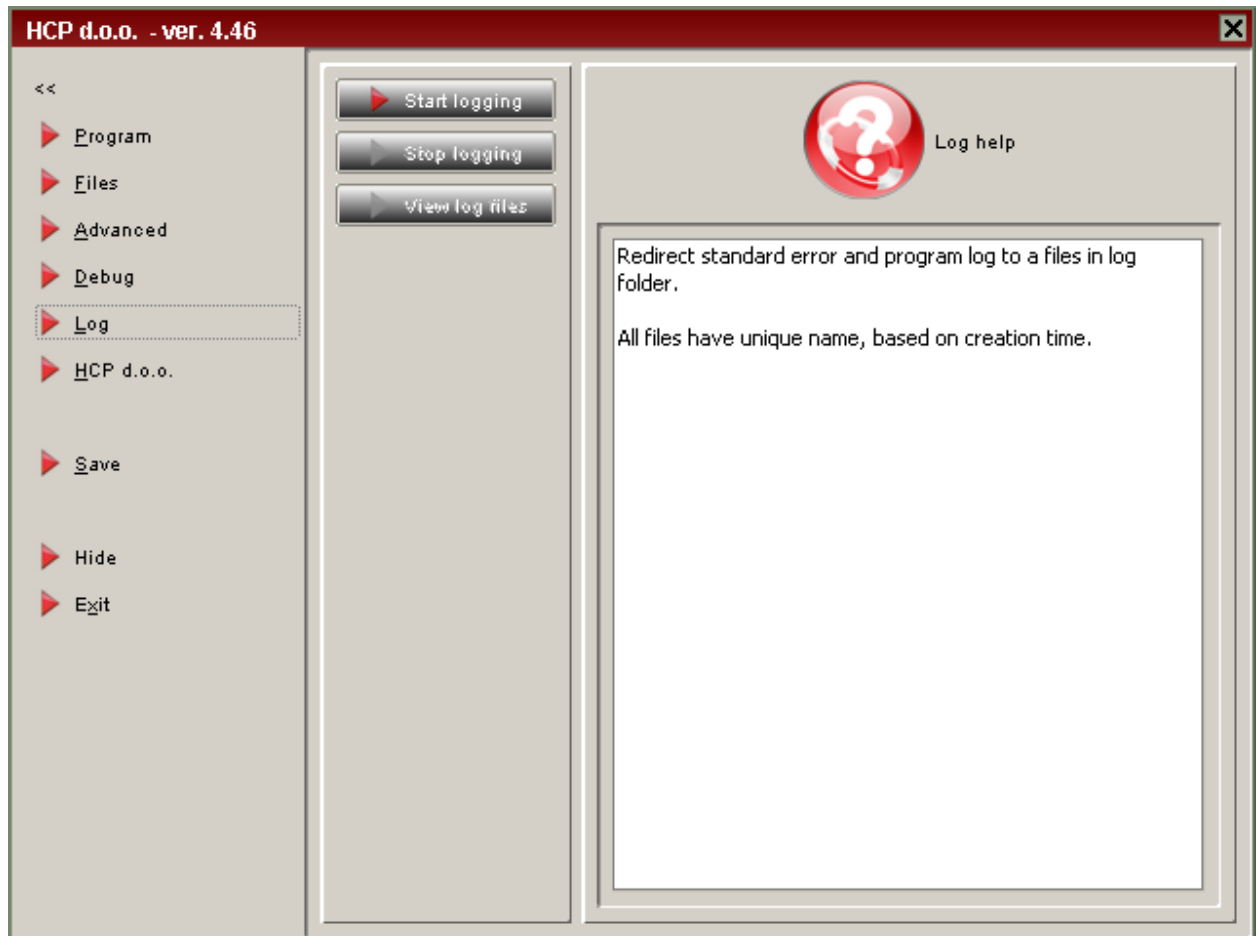 HCP d.o.o. - ver. 4.46
<<
Program
Files
Advanced
Debug
Log
HCP d.o.o.
Save
Hide
Exit
Start logging
Stop logging
View log files
Log help
Redirect standard error and program log to a files in log
folder.
All files have unique name, based on creation time.